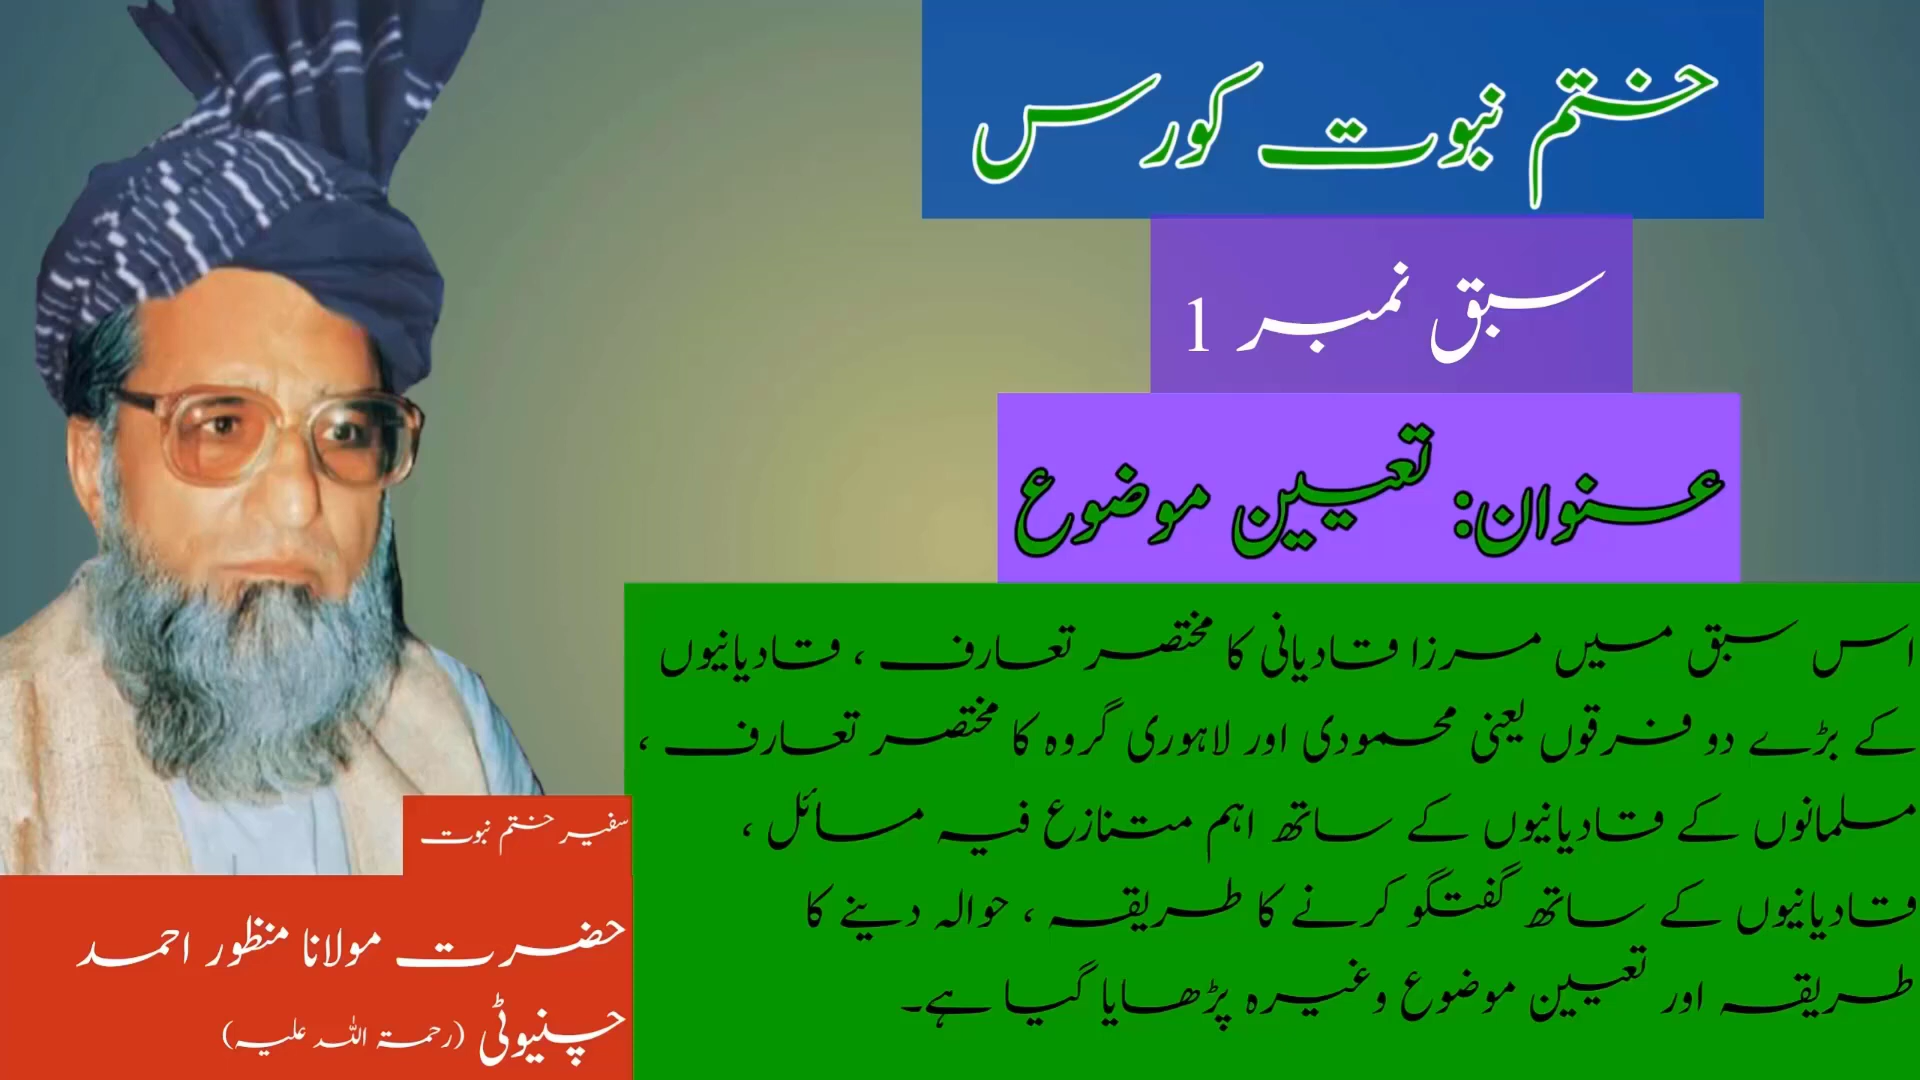 ختم نبوت کورس
سبق نمبر 1
عنوان: تعیین موضوع
اس سبق میں مرزا قادیانی کا مختصر تعارف ، قادیانیوں
کے بڑے دو فرقوں یعنی محمودی اور لاہوری گروہ کا مختصر تعارف ،
مسلمانوں کے قادیانیوں کے ساتھ اہم متنازع فیہ مسائل ،
قادیانیوں کے ساتھ گفتگو کرنے کا طریقہ ، حوالہ دینے کا
طریقہ اور تعیین موضوع وغیرہ پڑھایا گیا ہے۔
سفیر ختم نبوت
حضرت مولانا منظور احمد
چنیوٹی (رحمۃ اللہ علیہ)